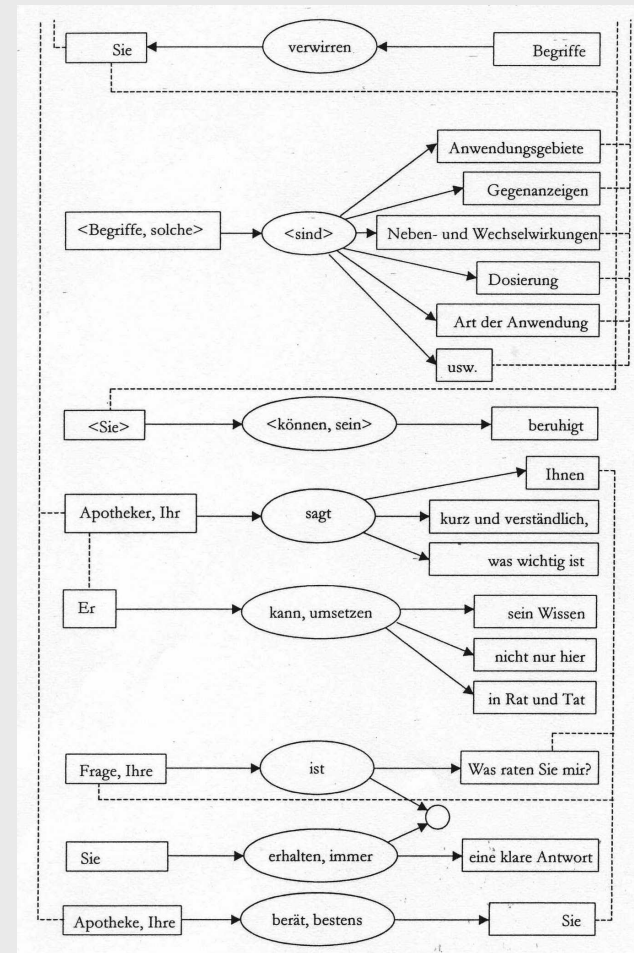 Sie verwirren Begriffe
Anwendungsgebiete
Gegenanzeigen
<Begriffe, solche> <sind> Neben- und Wechselwirkungen
Dosierung
Art der Anwendung
usw.
<Sie> <können, sein> beruhigt
Ihnen
Apotheker, Ihr sagt kurz und verständlich,
was wichtig ist
Er kann, umsetzen sein Wissen
nicht nur hier
in Rat und Tat
Frage, Ihre ist Was raten Sie mir?
Sie erhalten, immer eine klare Antwort
Apotheke, Ihre berät, bestens Sie